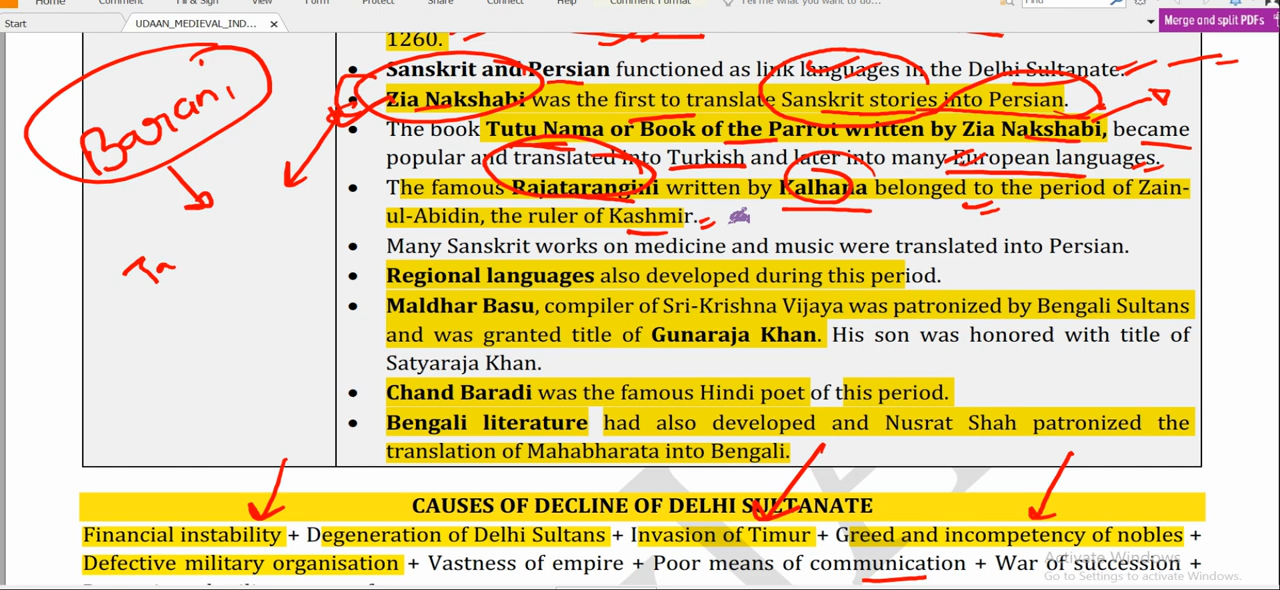 Home Comment Fill & Sign View Form Protect Share Connect Help Comment Format Tell me what you want to do... Find
Start UDAAN_MEDIEVAL_IND... × Merge and split PDFs
1260.
• Sanskrit and Persian functioned as link languages in the Delhi Sultanate.
• Zia Nakshabi was the first to translate Sanskrit stories into Persian.
• The book Tutu Nama or Book of the Parrot written by Zia Nakshabi, became
popular and translated into Turkish and later into many European languages.
• The famous Rajatarangini written by Kalhana belonged to the period of Zain-
ul-Abidin, the ruler of Kashmir.
• Many Sanskrit works on medicine and music were translated into Persian.
• Regional languages also developed during this period.
• Maldhar Basu, compiler of Sri-Krishna Vijaya was patronized by Bengali Sultans
and was granted title of Gunaraja Khan. His son was honored with title of
Satyaraja Khan.
• Chand Baradi was the famous Hindi poet of this period.
• Bengali literature had also developed and Nusrat Shah patronized the
translation of Mahabharata into Bengali.
Barani
CAUSES OF DECLINE OF DELHI SULTANATE
Financial instability + Degeneration of Delhi Sultans + Invasion of Timur + Greed and incompetency of nobles +
Defective military organisation + Vastness of empire + Poor means of communication + War of succession +
Activate Windows
Go to Settings to activate Windows.